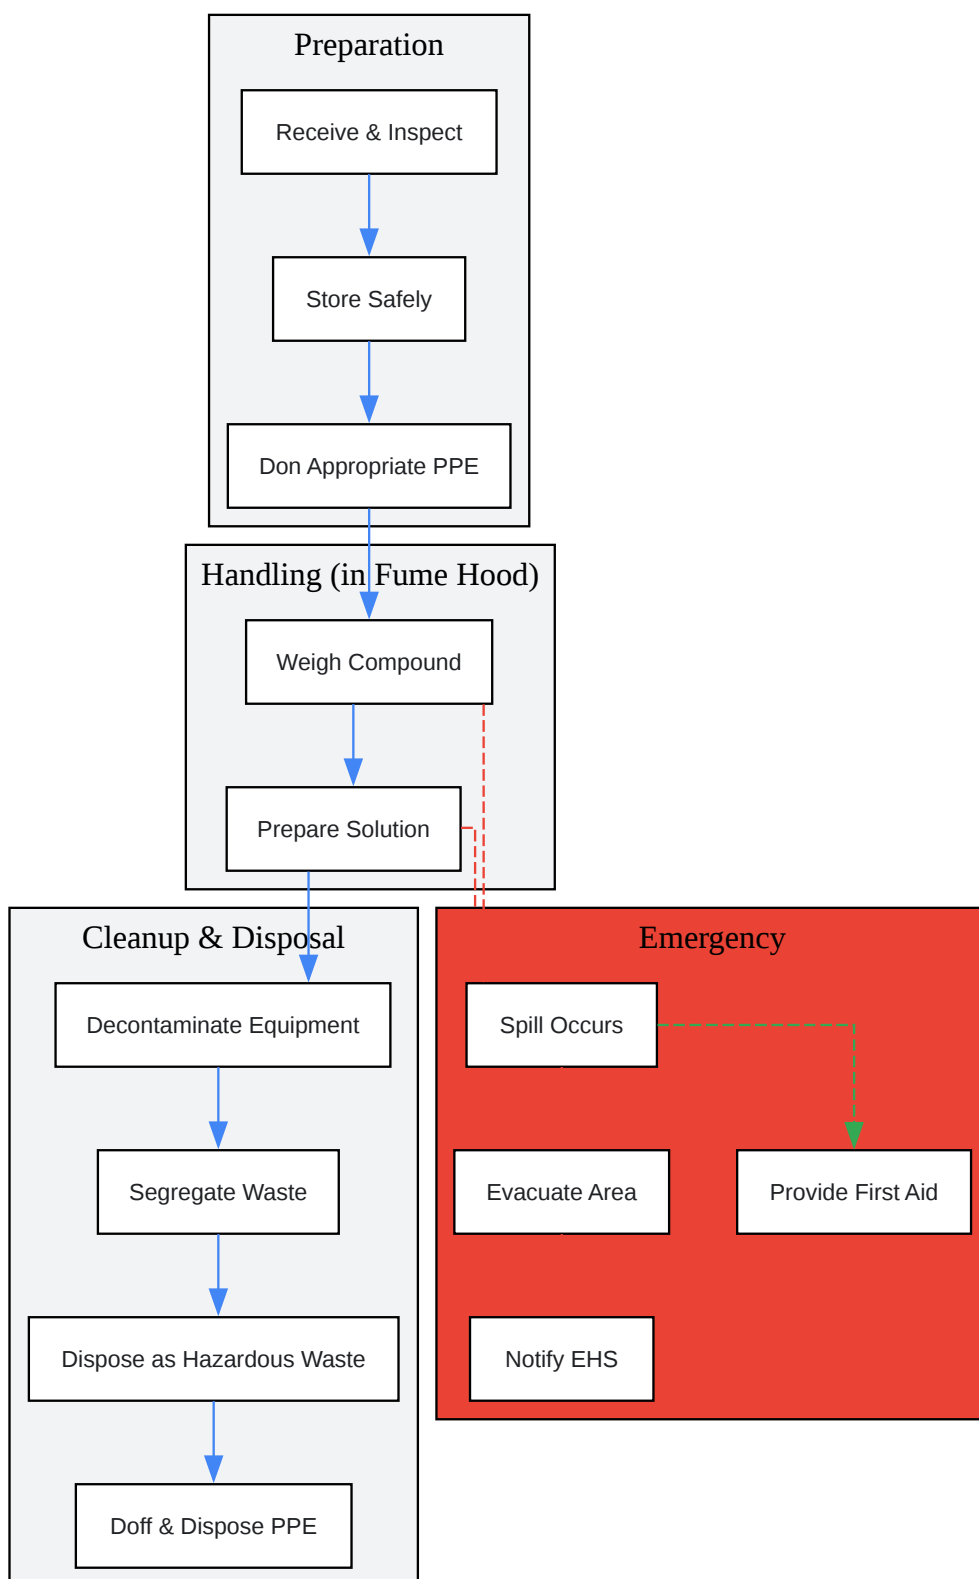 Preparation
Receive & Inspect
Store Safely
Don Appropriate PPE
Handling (in Fume Hood)
Weigh Compound
Prepare Solution
Cleanup & Disposal
Decontaminate Equipment
Segregate Waste
Dispose as Hazardous Waste
Doff & Dispose PPE
Emergency
Spill Occurs
Evacuate Area
Provide First Aid
Notify EHS